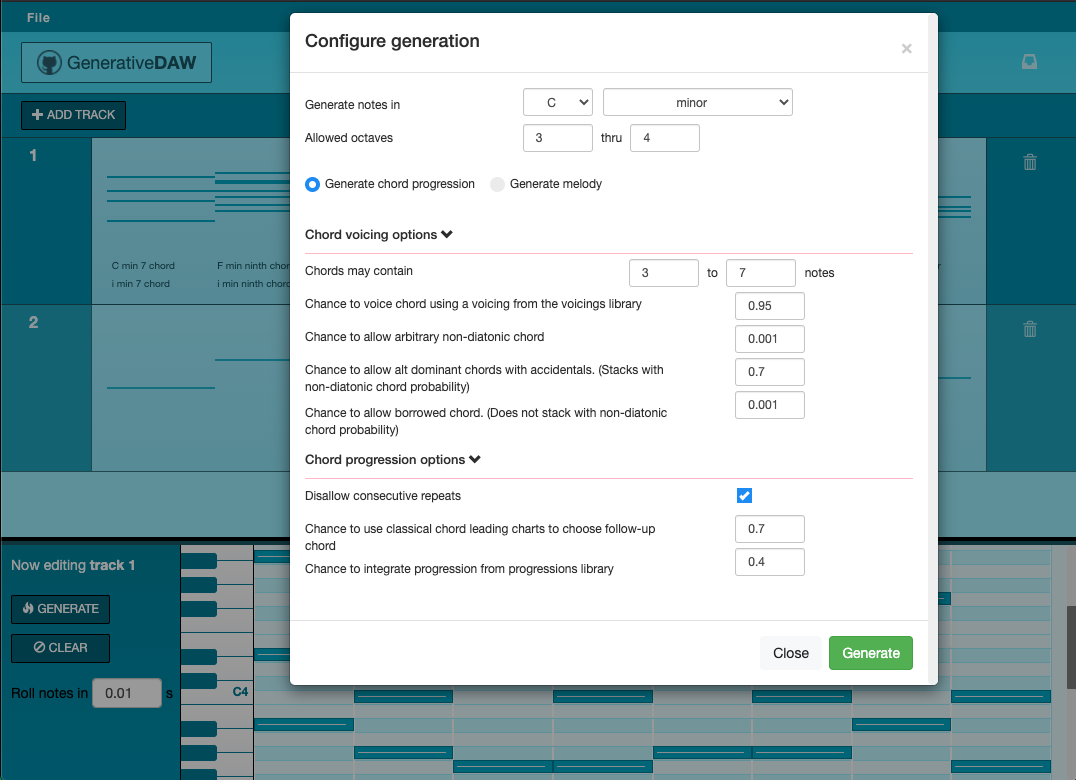 File
GenerativeDAW
ADD TRACK
1
C min 7 chord
i min 7 chord
F min ninth chor
i min ninth chord
2
Configure generation
×
Generate notes in C minor
Allowed octaves 3 thru 4
Generate chord progression Generate melody
Chord voicing options
Chords may contain 3 to 7 notes
Chance to voice chord using a voicing from the voicings library 0.95
Chance to allow arbitrary non-diatonic chord 0.001
Chance to allow alt dominant chords with accidentals. (Stacks with
non-diatonic chord probability) 0.7
Chance to allow borrowed chord. (Does not stack with non-diatonic
chord probability) 0.001
Chord progression options
Disallow consecutive repeats
Chance to use classical chord leading charts to choose follow-up
chord 0.7
Chance to integrate progression from progressions library 0.4
Close Generate
Now editing track 1
GENERATE
CLEAR
Roll notes in 0.01 s
C4